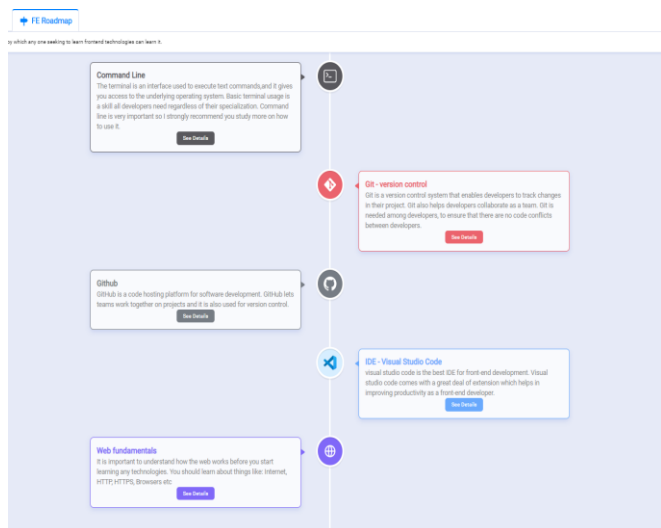 FE Roadmap
by which any one seeking to learn frontend technologies can learn it.
Command Line
The terminal is an interface used to execute text commands,and it gives
you access to the underlying operating system. Basic terminal usage is
a skill all developers need regardless of their specialization. Command
line is very important so I strongly recommend you study more on how
to use it.
See Details
Git - version control
Git is a version control system that enables developers to track changes
in their project. Git also helps developers collaborate as a team. Git is
needed among developers, to ensure that there are no code conflicts
between developers.
See Details
Github
GitHub is a code hosting platform for software development. GitHub lets
teams work together on projects and it is also used for version control.
See Details
IDE - Visual Studio Code
visual studio code is the best IDE for front-end development. Visual
studio code comes with a great deal of extension which helps in
improving productivity as a front-end developer.
See Details
Web fundamentals
It is important to understand how the web works before you start
learning any technologies. You should learn about things like: Internet,
HTTP, HTTPS, Browsers etc
See Details